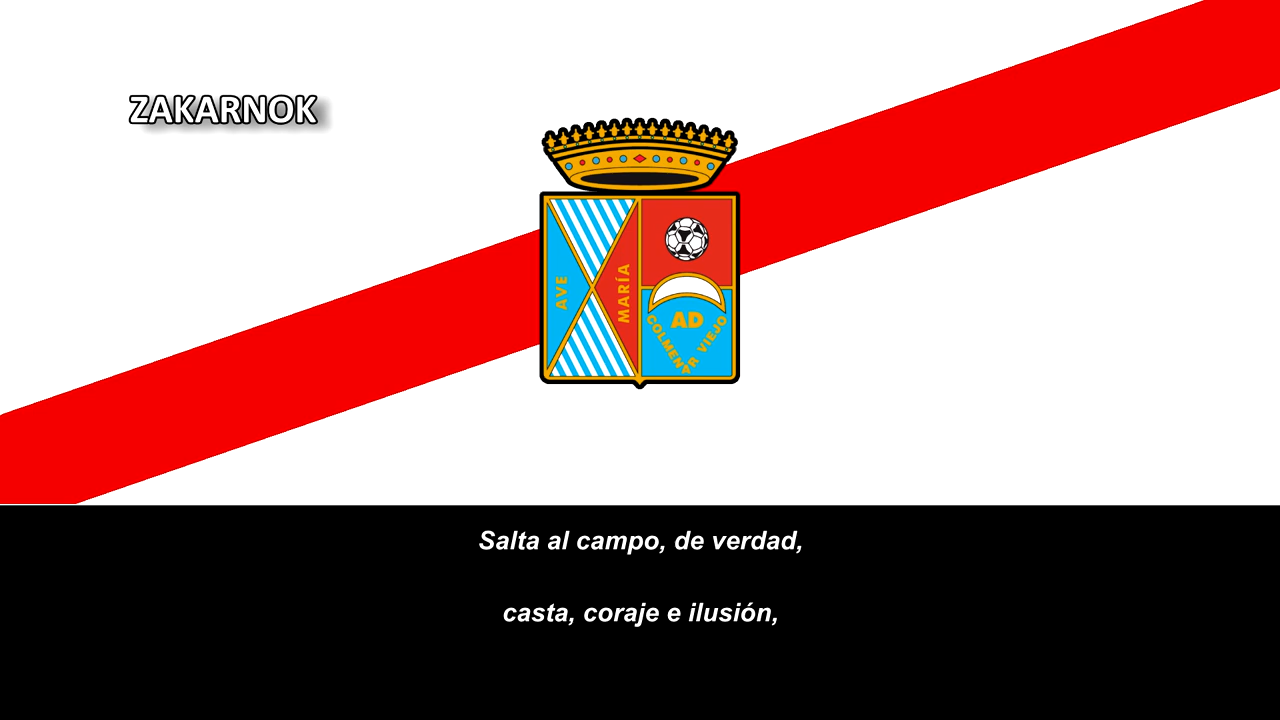 ZAKARNOK
AVE
MARÍA
AD
COLMENAR VIEJO
Salta al campo, de verdad,
casta, coraje e ilusión,